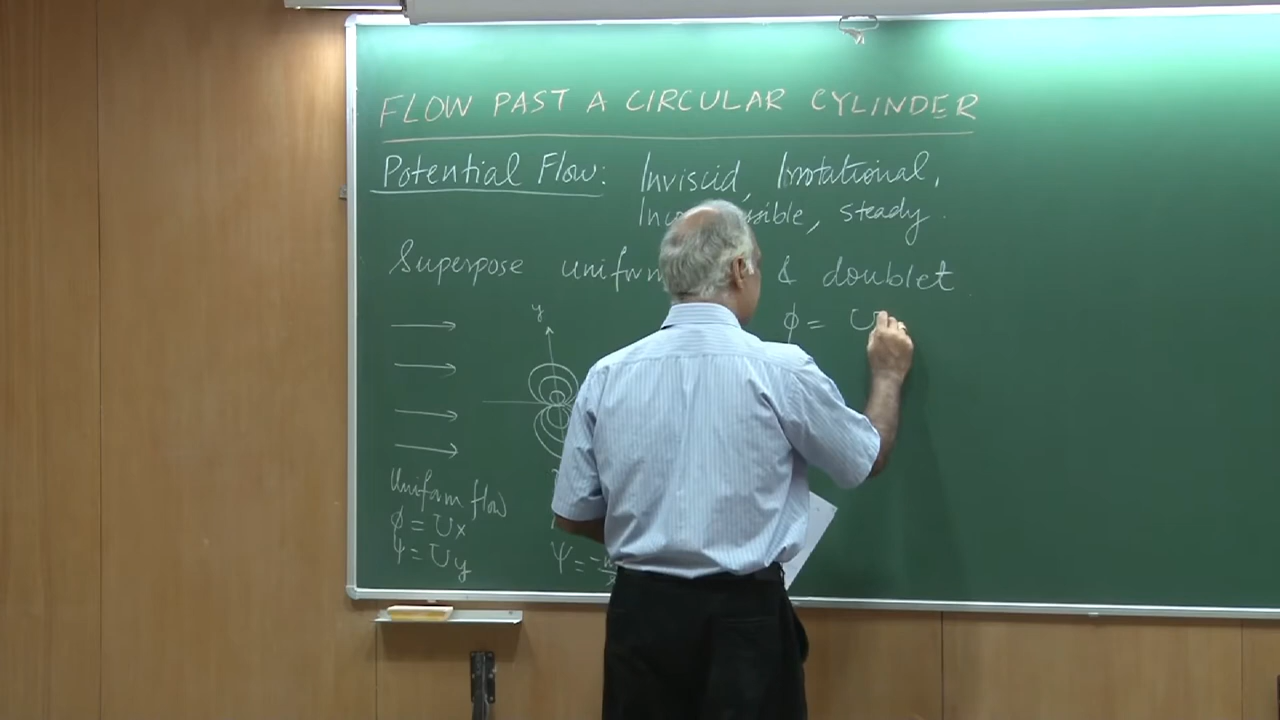 FLOW PAST A CIRCULAR CYLINDER
Potential Flow: Inviscid, Irrotational,
steady.
Superpose & doublet
y
ϕ = U
Uniform flow
ϕ = Ux
Ψ = Uy
Ψ = -